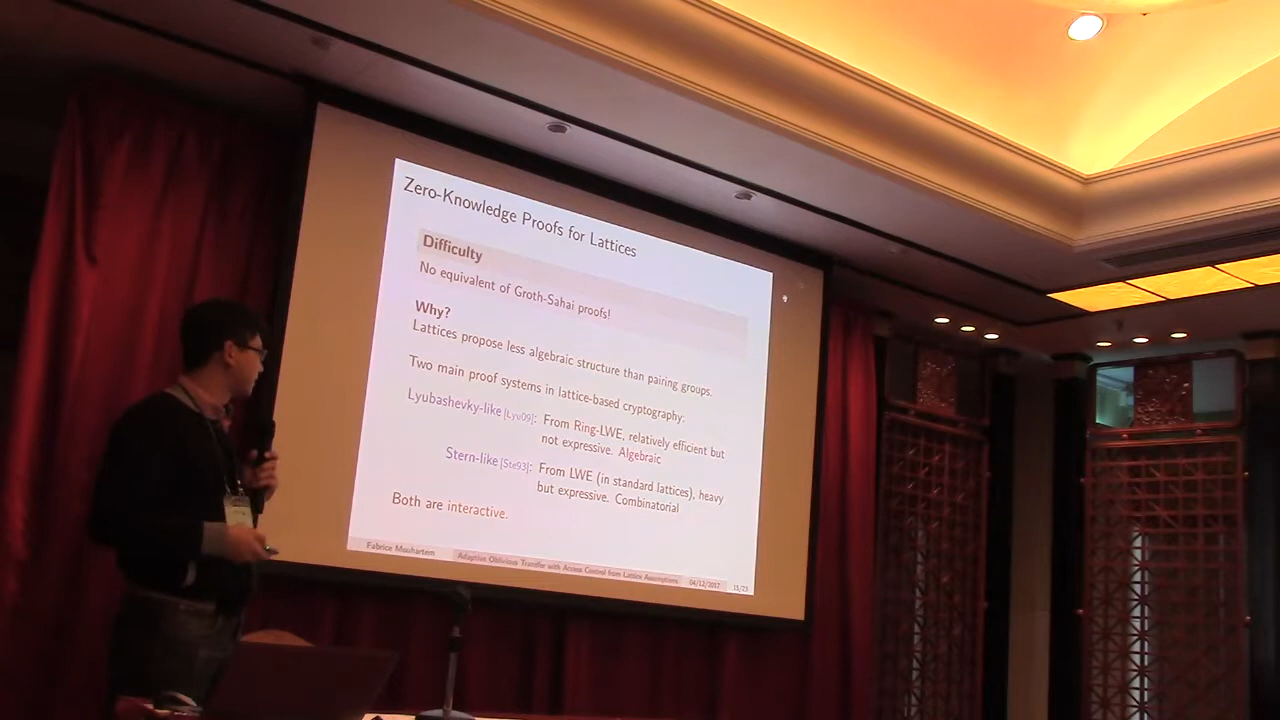 Zero-Knowledge Proofs for Lattices
Difficulty
No equivalent of Groth-Sahai proofs!
Why?
Lattices propose less algebraic structure than pairing groups.
Two main proof systems in lattice-based cryptography:
Lyubashevky-like [Lyu09]: From Ring-LWE, relatively efficient but
not expressive. Algebraic
Stern-like [Ste93]: From LWE (in standard lattices), heavy
but expressive. Combinatorial
Both are interactive.
Fabrice Mouhartem Adaptive Oblivious Transfer with Access Control from Lattice Assumptions 04/12/2017 15/23